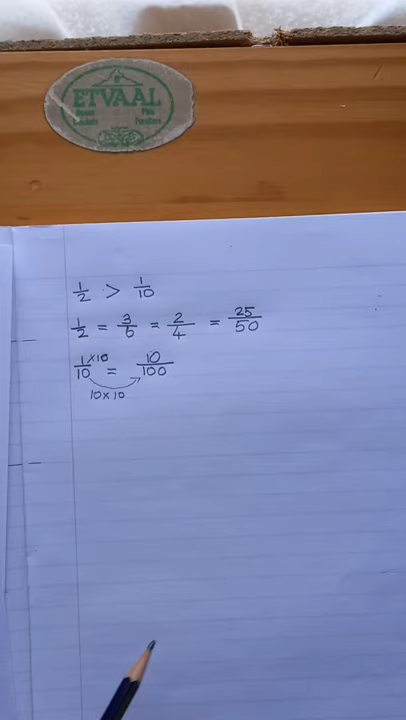 ETVAAL
Furniture
1/2 > 1/10
1/2 = 3/6 = 2/4 = 25/50
1/10 ×10 = 10/100
10×10